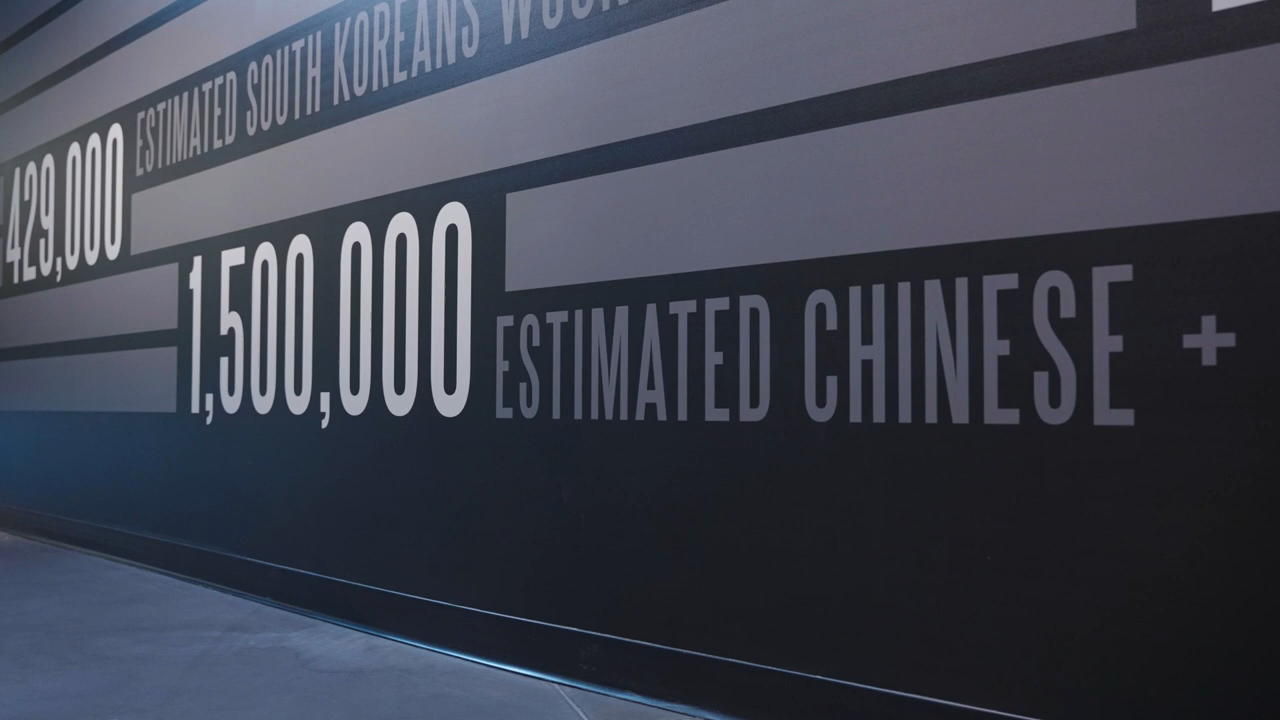 429,000 ESTIMATED SOUTH KOREANS
1,500,000 ESTIMATED CHINESE +